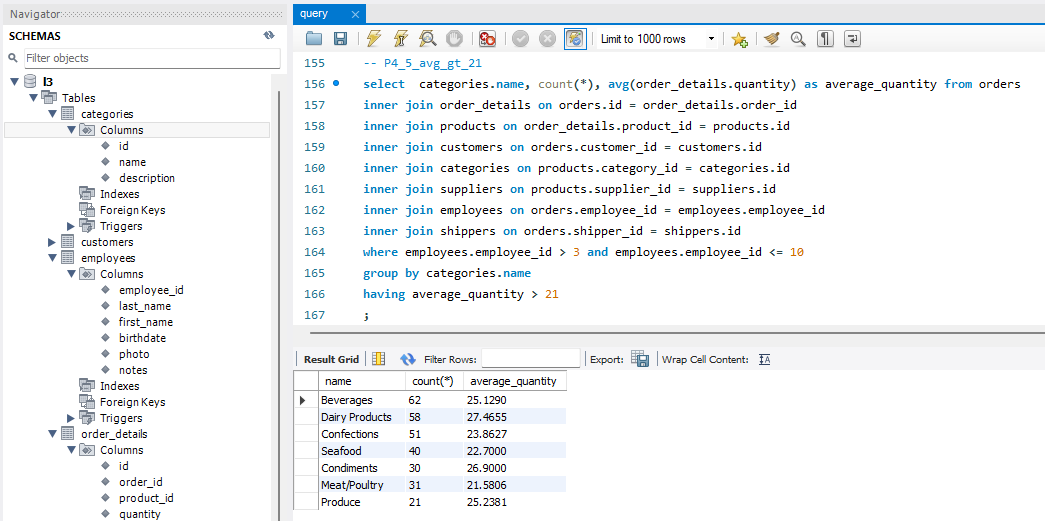 Navigator
SCHEMAS
Filter objects
l3
Tables
categories
Columns
id
name
description
Indexes
Foreign Keys
Triggers
customers
employees
Columns
employee_id
last_name
first_name
birthdate
photo
notes
Indexes
Foreign Keys
Triggers
order_details
Columns
id
order_id
product_id
quantity
query
Limit to 1000 rows
155 -- P4_5_avg_gt_21
156 select categories.name, count(*), avg(order_details.quantity) as average_quantity from orders
157 inner join order_details on orders.id = order_details.order_id
158 inner join products on order_details.product_id = products.id
159 inner join customers on orders.customer_id = customers.id
160 inner join categories on products.category_id = categories.id
161 inner join suppliers on products.supplier_id = suppliers.id
162 inner join employees on orders.employee_id = employees.employee_id
163 inner join shippers on orders.shipper_id = shippers.id
164 where employees.employee_id > 3 and employees.employee_id <= 10
165 group by categories.name
166 having average_quantity > 21
167 ;
Result Grid Filter Rows: Export: Wrap Cell Content:
name count(*) average_quantity
Beverages 62 25.1290
Dairy Products 58 27.4655
Confections 51 23.8627
Seafood 40 22.7000
Condiments 30 26.9000
Meat/Poultry 31 21.5806
Produce 21 25.2381